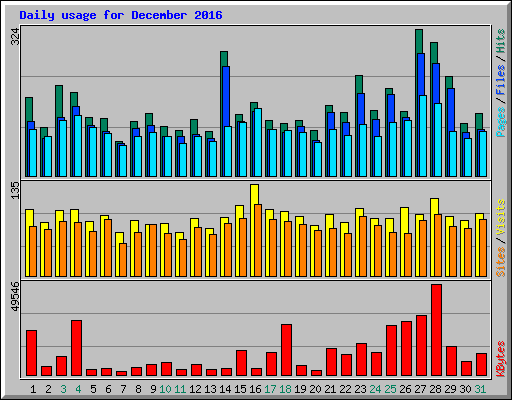 Daily usage for December 2016
324
Pages/Files/Hits
135
Sites/Visits
49546
KBytes
1 2 3 4 5 6 7 8 9 10 11 12 13 14 15 16 17 18 19 20 21 22 23 24 25 26 27 28 29 30 31